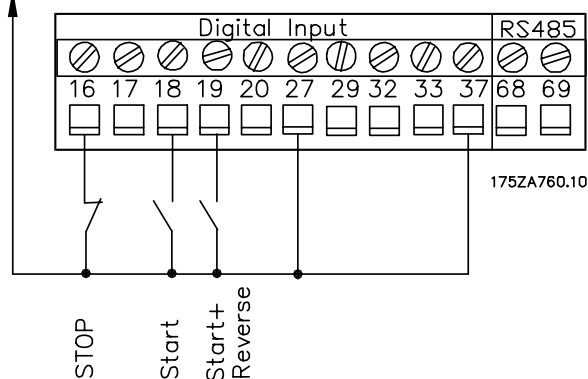 Digital Input RS485
16 17 18 19 20 27 29 32 33 37 68 69
175ZA760.10
STOP
Start
Start+
Reverse